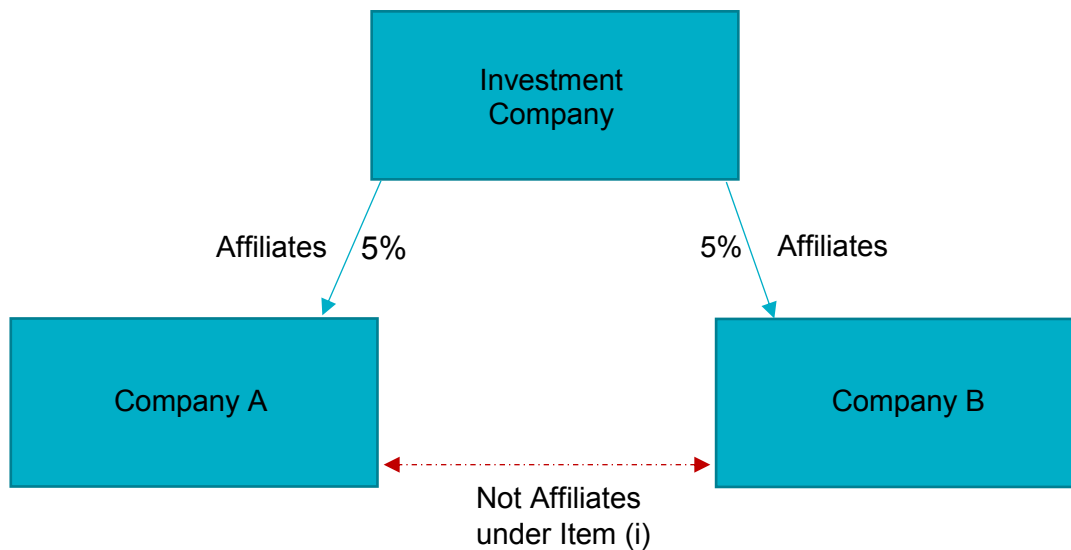 Investment
Company
Affiliates 5%
5% Affiliates
Company A
Company B
Not Affiliates
under Item (i)